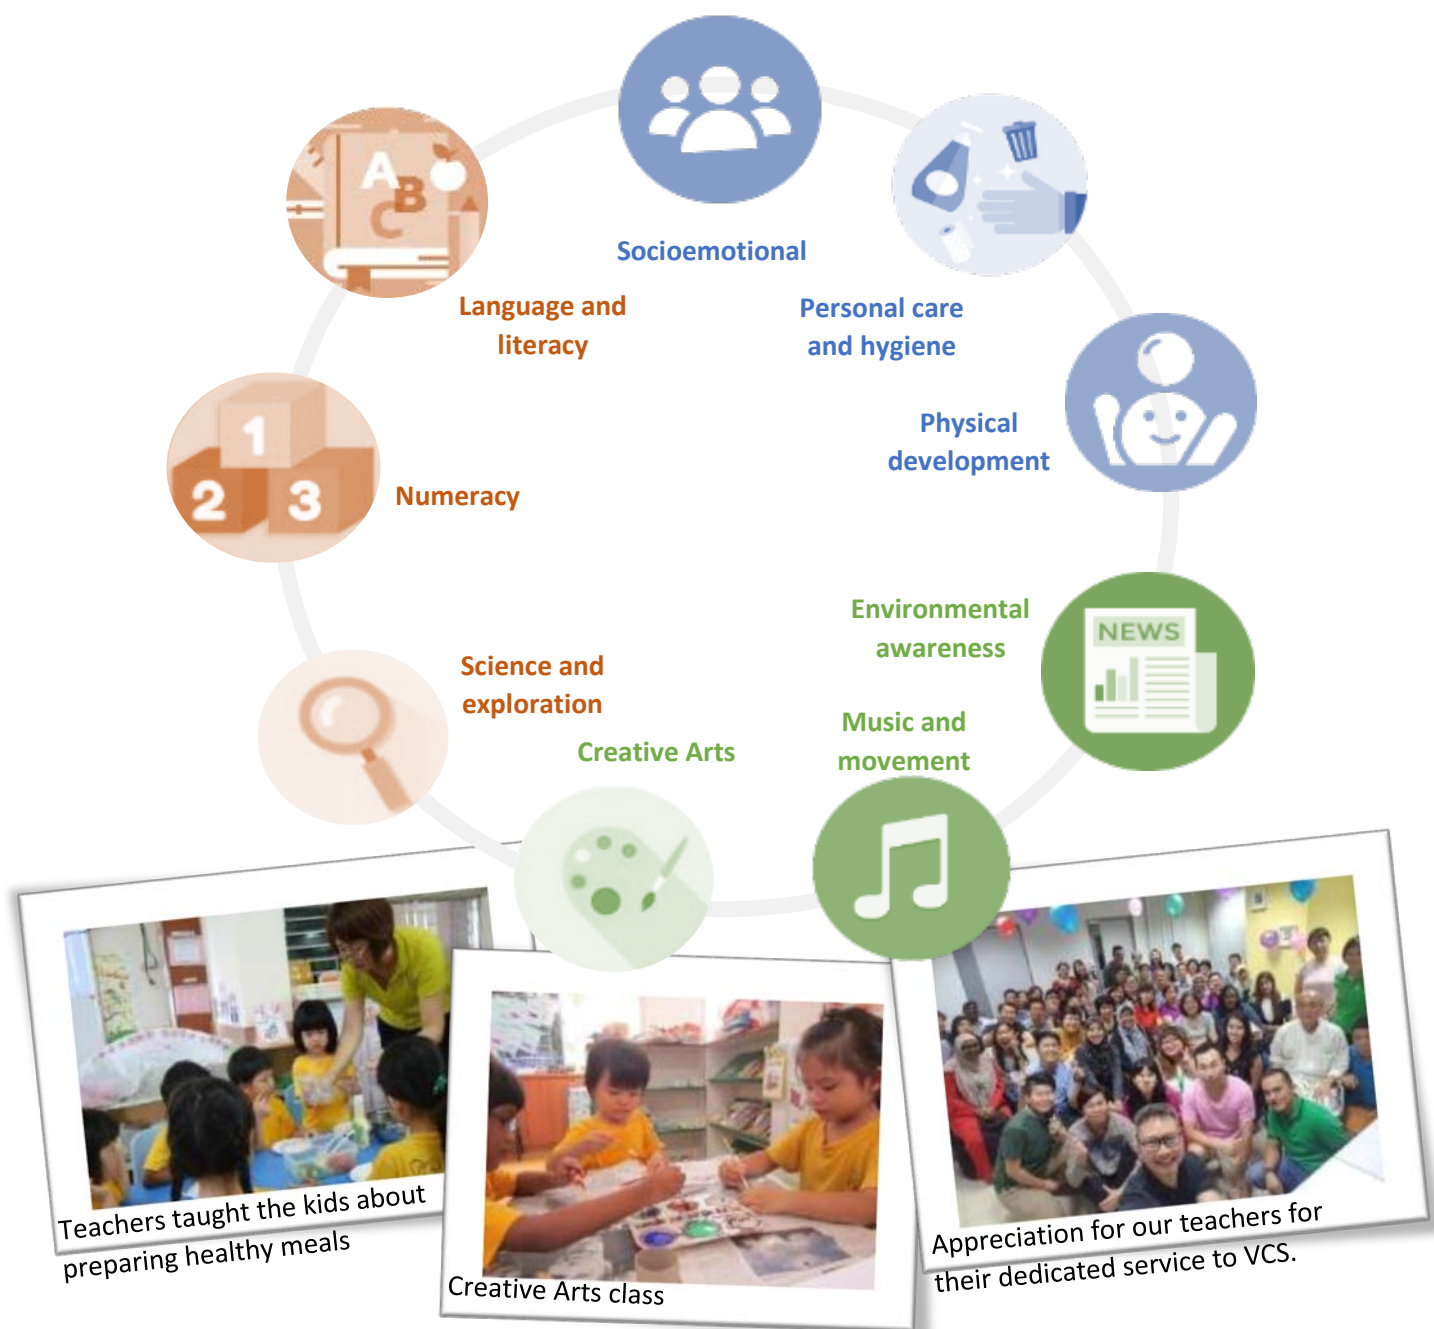 Socioemotional
Personal care
and hygiene
Physical
development
Environmental
awareness
NEWS
Music and
movement
Creative Arts
Science and
exploration
Numeracy
1
2 3
Language and
literacy
A
B
C
Teachers taught the kids about
preparing healthy meals
Creative Arts class
Appreciation for our teachers for
their dedicated service to VCS.